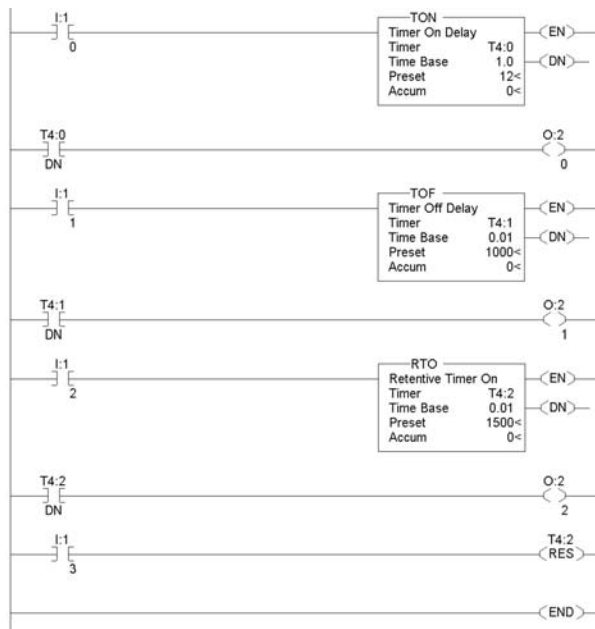 I:1
0
TON
Timer On Delay
Timer T4:0
Time Base 1.0
Preset 12<
Accum 0<
EN
DN
T4:0
DN
O:2
0
I:1
1
TOF
Timer Off Delay
Timer T4:1
Time Base 0.01
Preset 1000<
Accum 0<
EN
DN
T4:1
DN
O:2
1
I:1
2
RTO
Retentive Timer On
Timer T4:2
Time Base 0.01
Preset 1500<
Accum 0<
EN
DN
T4:2
DN
O:2
2
I:1
3
T4:2
RES
END